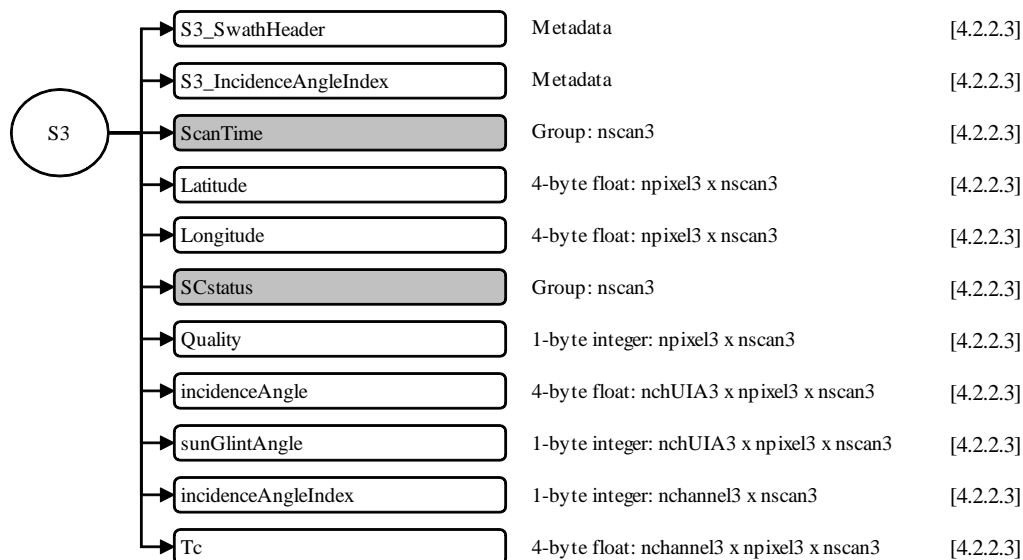 S3_SwathHeader Metadata [4.2.2.3]
S3_IncidenceAngleIndex Metadata [4.2.2.3]
S3 ScanTime Group: nscan3 [4.2.2.3]
Latitude 4-byte float: npixel3 x nscan3 [4.2.2.3]
Longitude 4-byte float: npixel3 x nscan3 [4.2.2.3]
SCstatus Group: nscan3 [4.2.2.3]
Quality 1-byte integer: npixel3 x nscan3 [4.2.2.3]
incidenceAngle 4-byte float: nchUIA3 x npixel3 x nscan3 [4.2.2.3]
sunGlintAngle 1-byte integer: nchUIA3 x npixel3 x nscan3 [4.2.2.3]
incidenceAngleIndex 1-byte integer: nchannel3 x nscan3 [4.2.2.3]
Tc 4-byte float: nchannel3 x npixel3 x nscan3 [4.2.2.3]